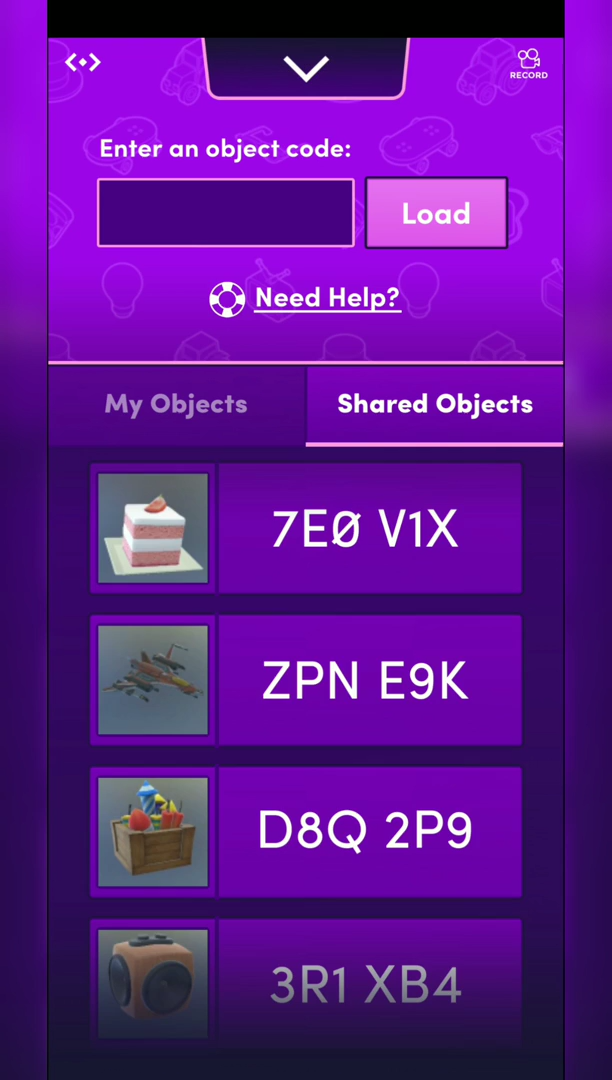 RECORD
Enter an object code:
Load
Need Help?
My Objects
Shared Objects
7E0 V1X
ZPN E9K
D8Q 2P9
3R1 XB4